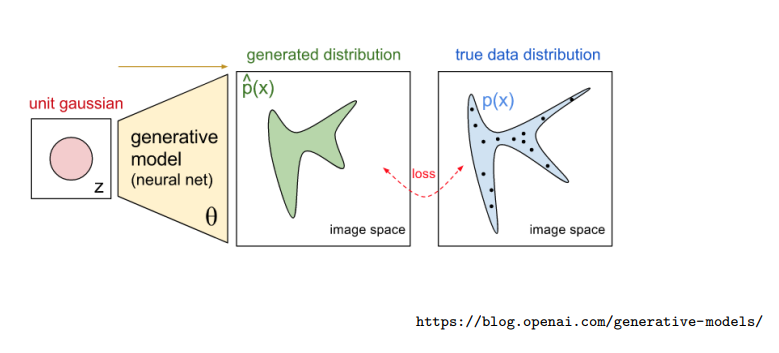 generated distribution
true data distribution
unit gaussian
z
generative
model
(neural net)
θ
p̂(x)
image space
loss
p(x)
image space
https://blog.openai.com/generative-models/